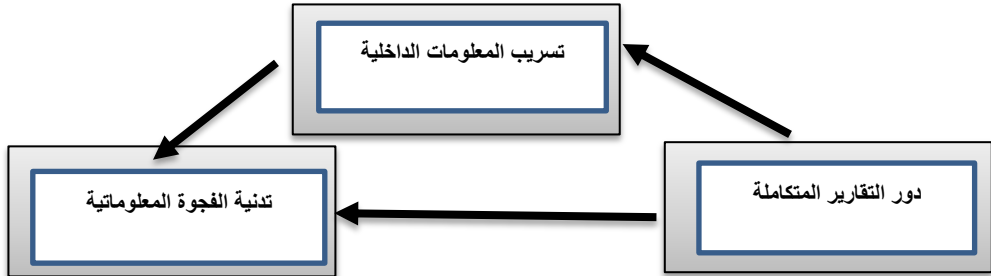 تسريب المعلومات الداخلية
دور التقارير المتكاملة
تدنية الفجوة المعلوماتية